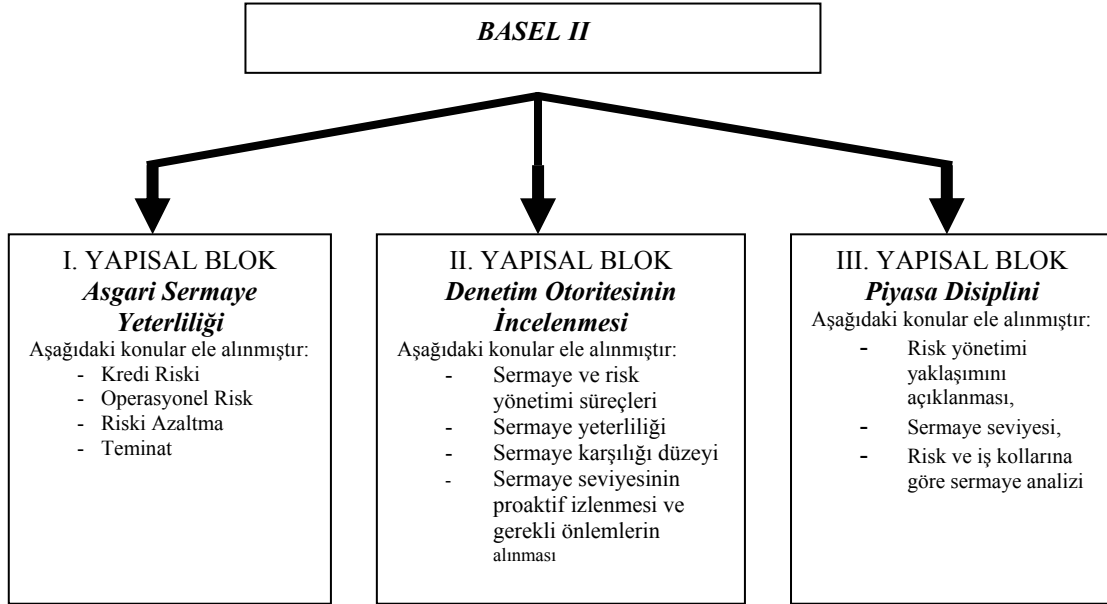 BASEL II
I. YAPISAL BLOK
Asgari Sermaye
Yeterliliği
Aşağıdaki konular ele alınmıştır:
- Kredi Riski
- Operasyonel Risk
- Riski Azaltma
- Teminat
II. YAPISAL BLOK
Denetim Otoritesinin
İncelenmesi
Aşağıdaki konular ele alınmıştır:
- Sermaye ve risk
yönetimi süreçleri
- Sermaye yeterliliği
- Sermaye karşılığı düzeyi
- Sermaye seviyesinin
proaktif izlenmesi ve
gerekli önlemlerin
alınması
III. YAPISAL BLOK
Piyasa Disiplini
Aşağıdaki konular ele alınmıştır:
- Risk yönetimi
yaklaşımını
açıklanması,
- Sermaye seviyesi,
- Risk ve iş kollarına
göre sermaye analizi